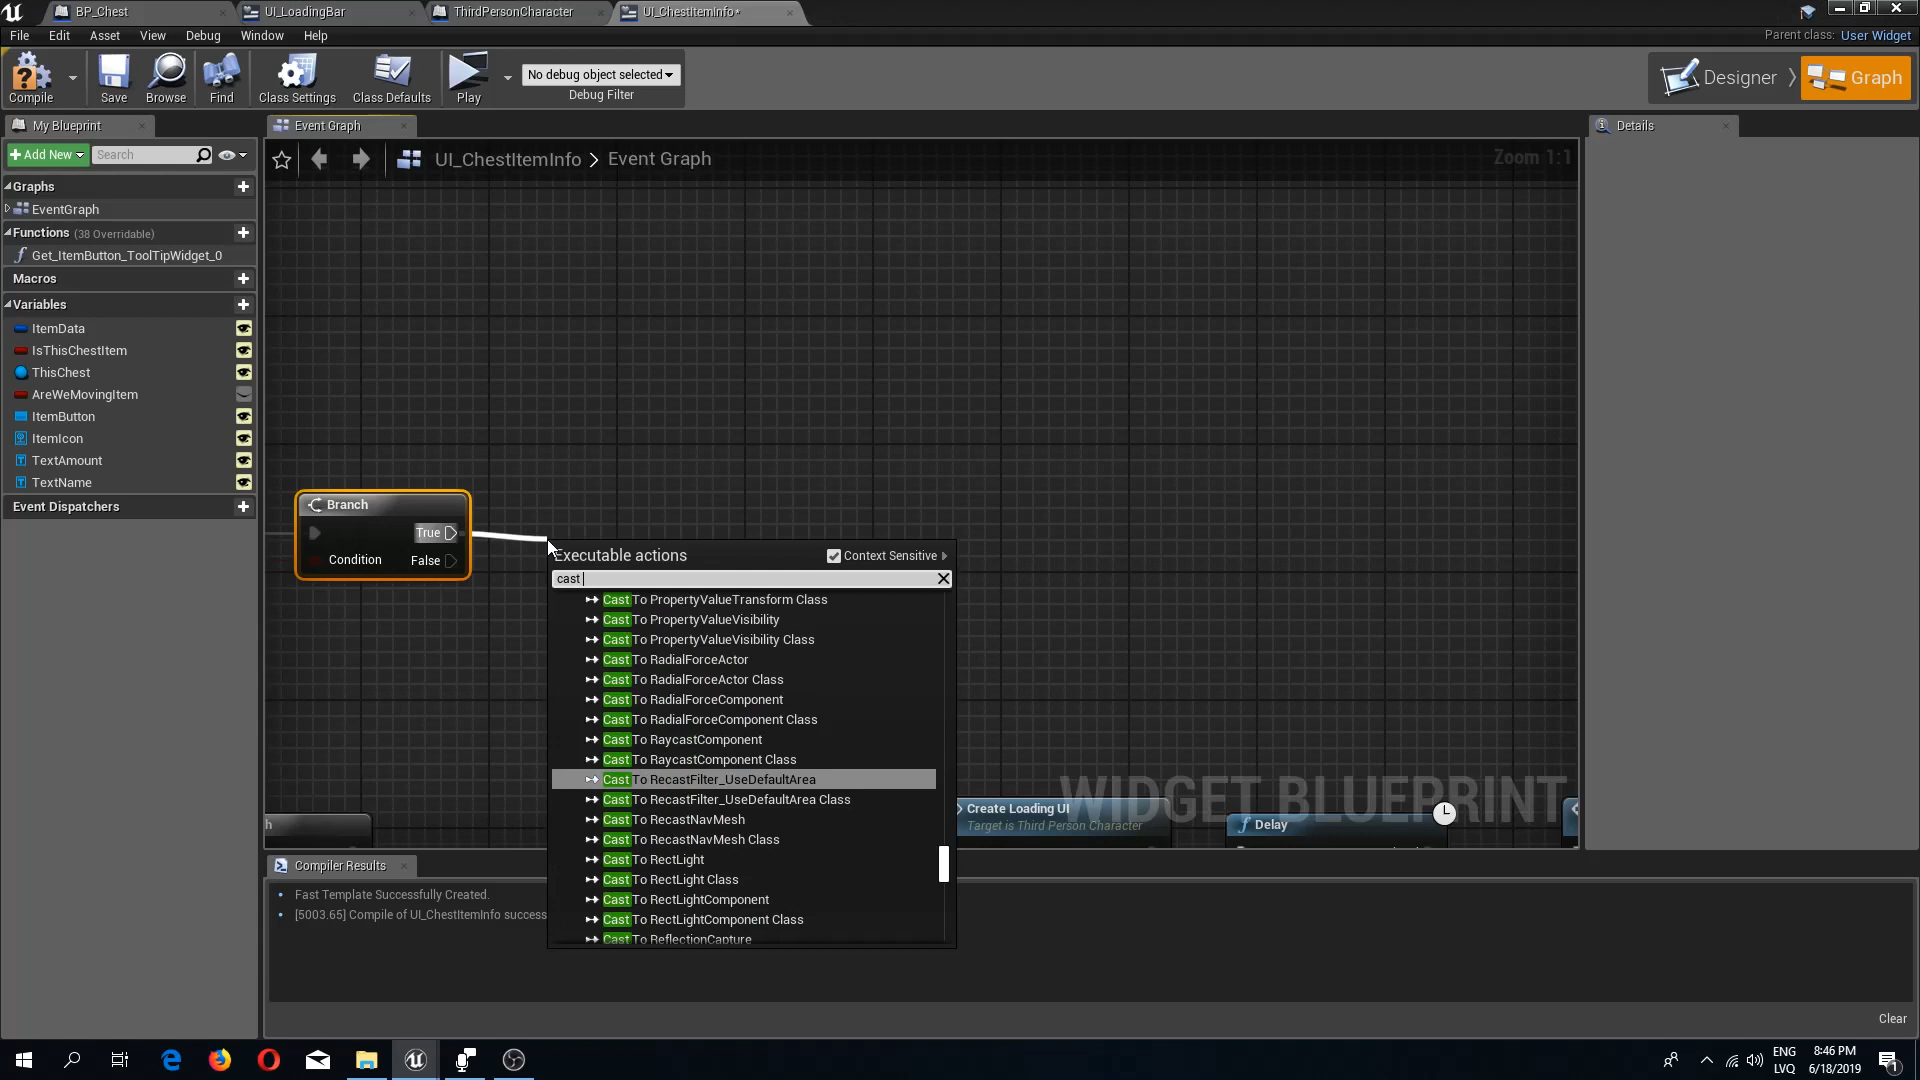 BP_Chest
UI_LoadingBar
ThirdPersonCharacter
UI_ChestItemInfo*
File Edit Asset View Debug Window Help
Parent class: User Widget
Compile
Save
Browse
Find
Class Settings
Class Defaults
Play
No debug object selected
Debug Filter
Designer
Graph
My Blueprint
Event Graph
Details
Add New
Search
UI_ChestItemInfo > Event Graph
Zoom 1:1
Graphs
EventGraph
Functions (38 Overridable)
Get_ItemButton_ToolTipWidget_0
Macros
Variables
ItemData
IsThisChestItem
ThisChest
AreWeMovingItem
ItemButton
ItemIcon
TextAmount
TextName
Event Dispatchers
Branch
True
Condition
False
Executable actions
Context Sensitive
cast
Cast To PropertyValueTransform Class
Cast To PropertyValueVisibility
Cast To PropertyValueVisibility Class
Cast To RadialForceActor
Cast To RadialForceActor Class
Cast To RadialForceComponent
Cast To RadialForceComponent Class
Cast To RaycastComponent
Cast To RaycastComponent Class
Cast To RecastFilter_UseDefaultArea
Cast To RecastFilter_UseDefaultArea Class
Cast To RecastNavMesh
Cast To RecastNavMesh Class
Cast To RectLight
Cast To RectLight Class
Cast To RectLightComponent
Cast To RectLightComponent Class
Cast To ReflectionCapture
WIDGET BLUEPRINT
h
Create Loading UI
Target is Third Person Character
Delay
Compiler Results
Fast Template Successfully Created.
[5003.65] Compile of UI_ChestItemInfo success
Clear
ENG
LVQ
8:46 PM
6/18/2019
1